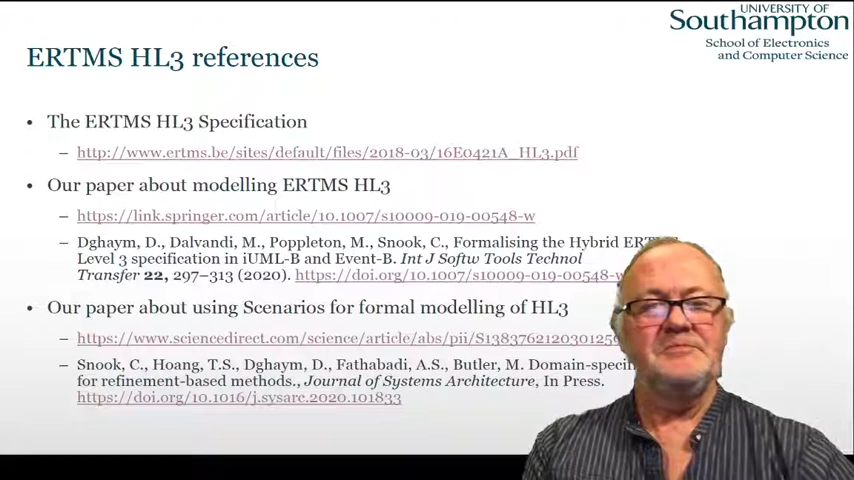 UNIVERSITY OF
Southampton
School of Electronics
and Computer Science
ERTMS HL3 references
• The ERTMS HL3 Specification
– http://www.ertms.be/sites/default/files/2018-03/16E0421A_HL3.pdf
• Our paper about modelling ERTMS HL3
– https://link.springer.com/article/10.1007/s10009-019-00548-w
– Dghaym, D., Dalvandi, M., Poppleton, M., Snook, C., Formalising the Hybrid
Level 3 specification in iUML-B and Event-B. Int J Softw Tools Technol
Transfer 22, 297–313 (2020). https://doi.org/10.1007/s10009-019-00548-w
• Our paper about using Scenarios for formal modelling of HL3
– https://www.sciencedirect.com/science/article/abs/pii/S138376212030125
– Snook, C., Hoang, T.S., Dghaym, D., Fathabadi, A.S., Butler, M.
for refinement-based methods., Journal of Systems Architecture, In Press.
https://doi.org/10.1016/j.sysarc.2020.101833